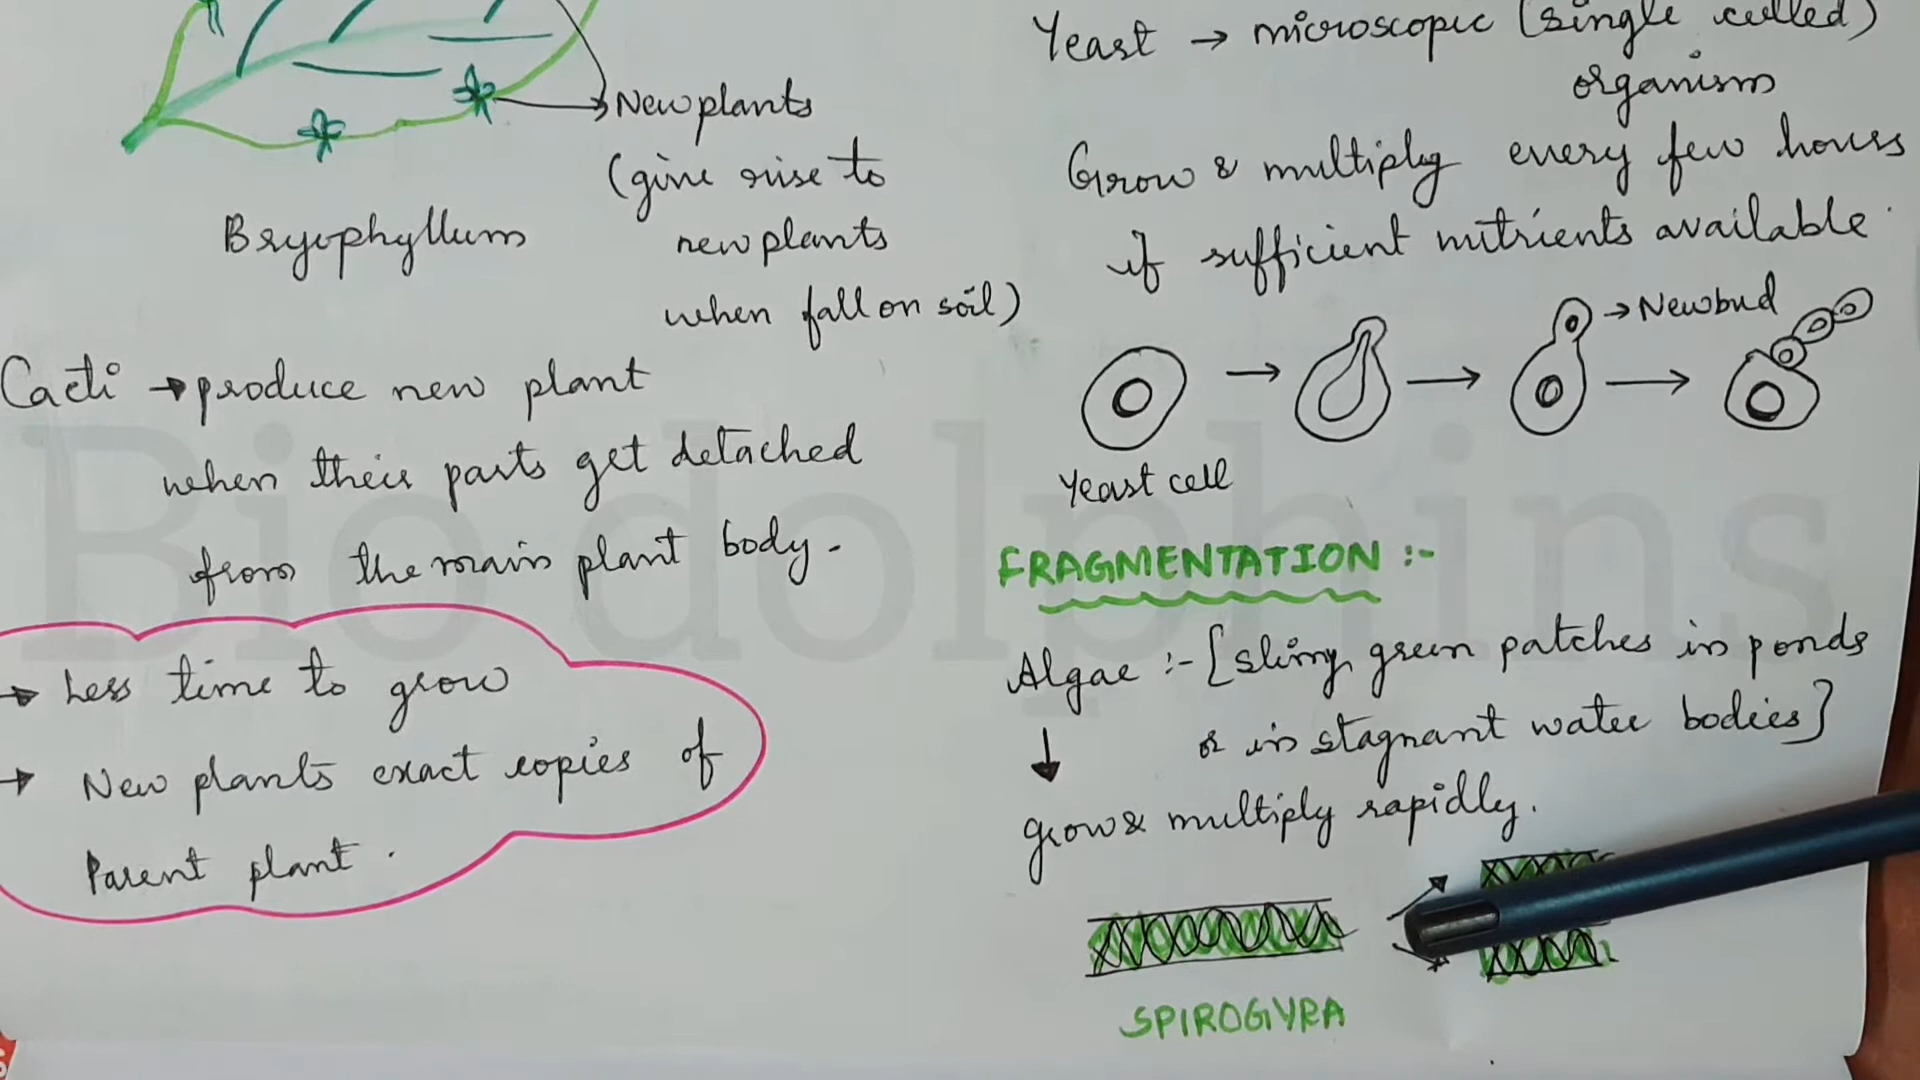 New plants
(give rise to
new plants
when fall on soil)
Bryophyllum
Cacti → produce new plant
when their parts get detached
from the main plant body.
→ Less time to grow
→ New plants exact copies of
Parent plant.
Yeast → microscopic (single celled)
organism
Grow & multiply every few hours
if sufficient nutrients available.
→ New bud
Yeast cell
FRAGMENTATION :-
Algae :- [slimy green patches in ponds
or in stagnant water bodies]
grow & multiply rapidly.
SPIROGYRA
Bio dolphins